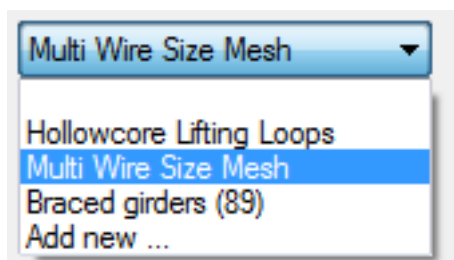 Multi Wire Size Mesh
Hollowcore Lifting Loops
Multi Wire Size Mesh
Braced girders (89)
Add new ...